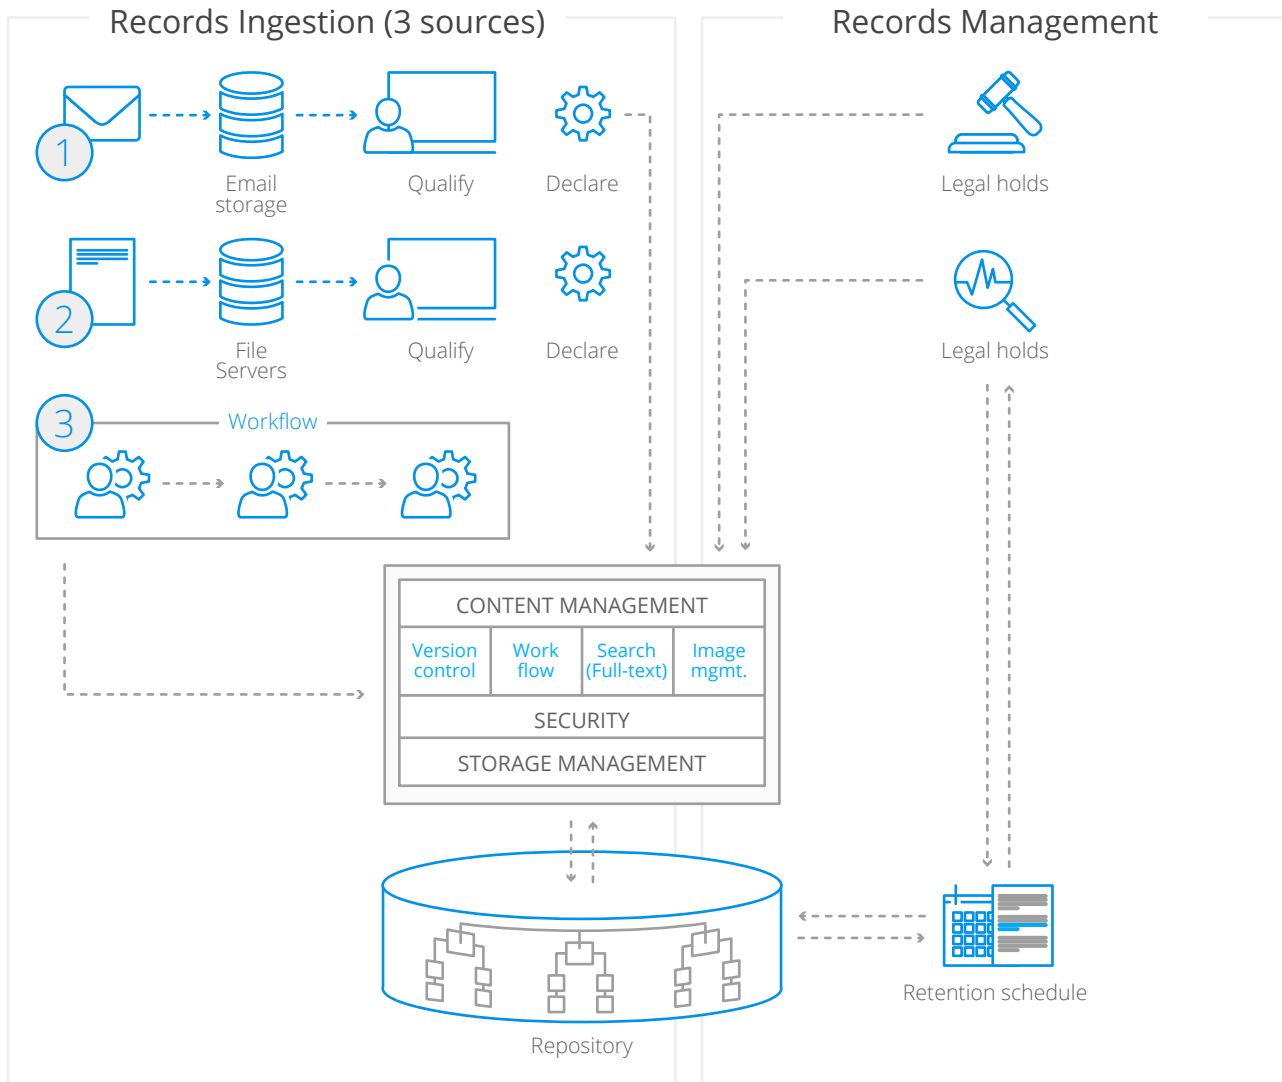 Records Ingestion (3 sources)
Records Management
1
Email
storage
Qualify
Declare
Legal holds
2
File
Servers
Qualify
Declare
Legal holds
3
Workflow
CONTENT MANAGEMENT
Version
control
Work
flow
Search
(Full-text)
Image
mgmt.
SECURITY
STORAGE MANAGEMENT
Retention schedule
Repository